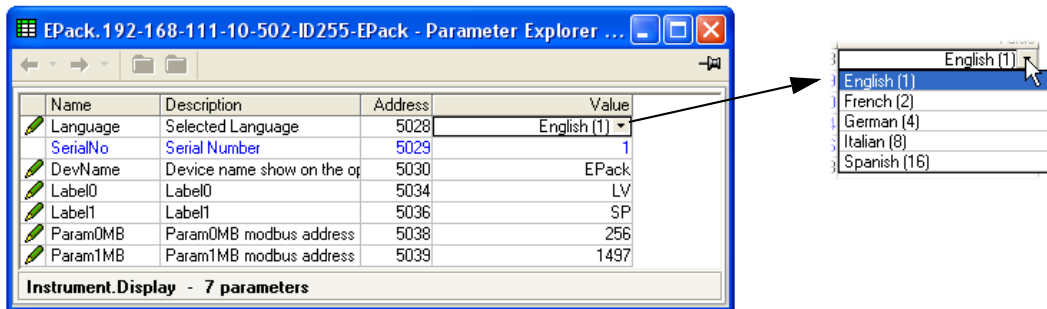 EPack.192-168-111-10-502-ID255-EPack - Parameter Explorer ...
Name Description Address Value
Language Selected Language 5028 English (1)
SerialNo Serial Number 5029 1
DevName Device name show on the op 5030 EPack
Label0 Label0 5034 LV
Label1 Label1 5036 SP
Param0MB Param0MB modbus address 5038 256
Param1MB Param1MB modbus address 5039 1497
Instrument.Display - 7 parameters
English (1)
English (1)
French (2)
German (4)
Italian (8)
Spanish (16)